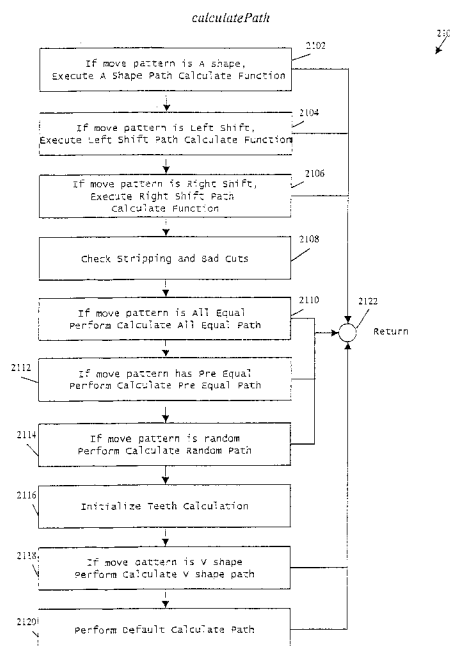 calculatePath
210
2102
If move pattern is A shape,
Execute A Shape Path Calculate Function
2104
If move pattern is Left Shift,
Execute Left Shift Path Calculate Function
2106
If move pattern is Right Shift,
Execute Right Shift Path
Calculate Function
2108
Check Stripping and Bad Cuts
2110
If move pattern is All Equal
Perform Calculate All Equal Path
2122
Return
2112
If move pattern has Pre Equal
Perform Calculate Pre Equal Path
2114
If move pattern is random
Perform Calculate Random Path
2116
Initialize Teeth Calculation
2118
If move pattern is V shape
Perform Calculate V shape path
2120
Perform Default Calculate Path